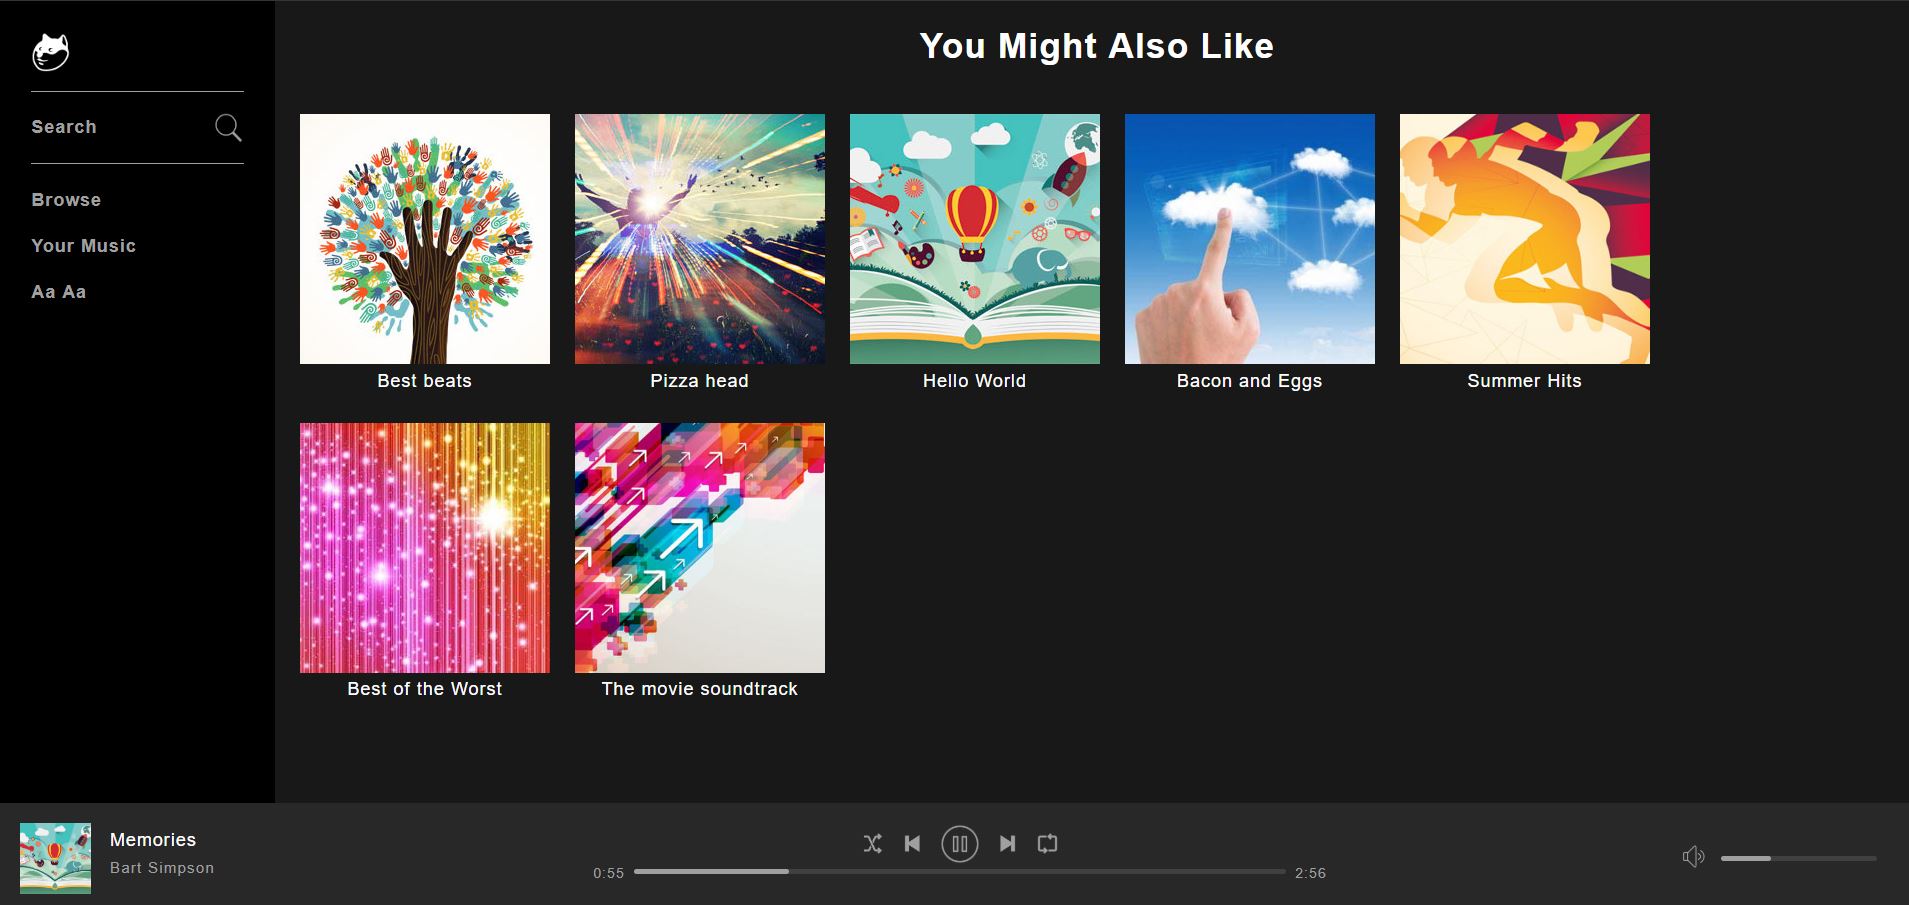 You Might Also Like
Search
Browse
Your Music
Aa Aa
Best beats
Pizza head
Hello World
Bacon and Eggs
Summer Hits
Best of the Worst
The movie soundtrack
Memories
Bart Simpson
0:55
2:56